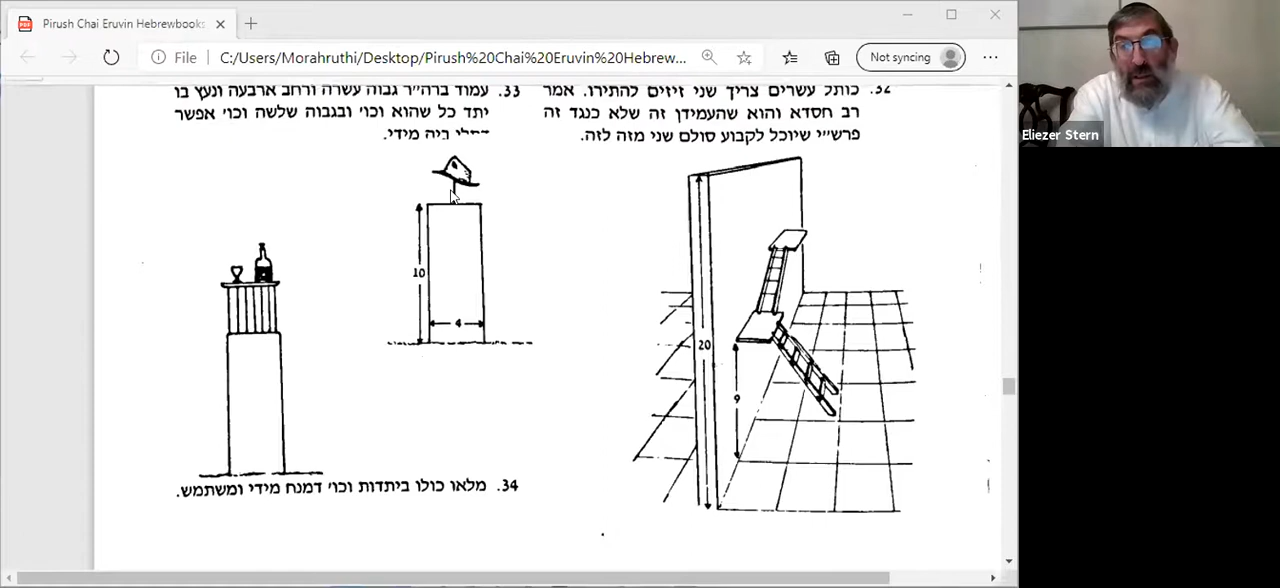 Pirush Chai Eruvin Hebrewbooks
File
C:/Users/Morahruthi/Desktop/Pirush%20Chai%20Eruvin%20Hebrew...
Not syncing
Eliezer Stern
32. כותל עשרים צריך שני זיזים להתירו. אמר
רב חסדא והוא שהעמידן זה שלא כנגד זה
פרש״י שיוכל לקבוע סולם שני מזה לזה.
20
9
33. עמוד ברה״ר גבוה עשרה ורחב ארבעה ונעץ בו
יתד כל שהוא וכו׳ ובגבוה שלשה וכו׳ אפשר
ביה מידי.
10
4
34. מלאו כולו ביתדות וכו׳ דמנח מידי ומשתמש.